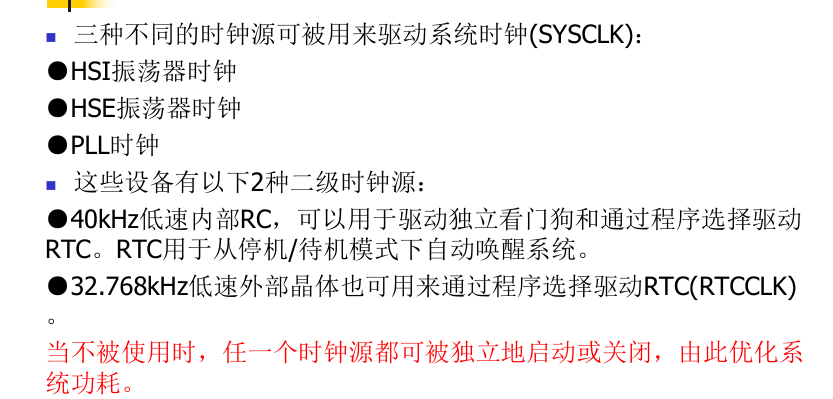 ■ 三种不同的时钟源可被用来驱动系统时钟(SYSCLK)：
●HSI振荡器时钟
●HSE振荡器时钟
●PLL时钟
■ 这些设备有以下2种二级时钟源：
●40kHz低速内部RC，可以用于驱动独立看门狗和通过程序选择驱动
RTC。RTC用于从停机/待机模式下自动唤醒系统。
●32.768kHz低速外部晶体也可用来通过程序选择驱动RTC(RTCCLK)
。
当不被使用时，任一个时钟源都可被独立地启动或关闭，由此优化系
统功耗。